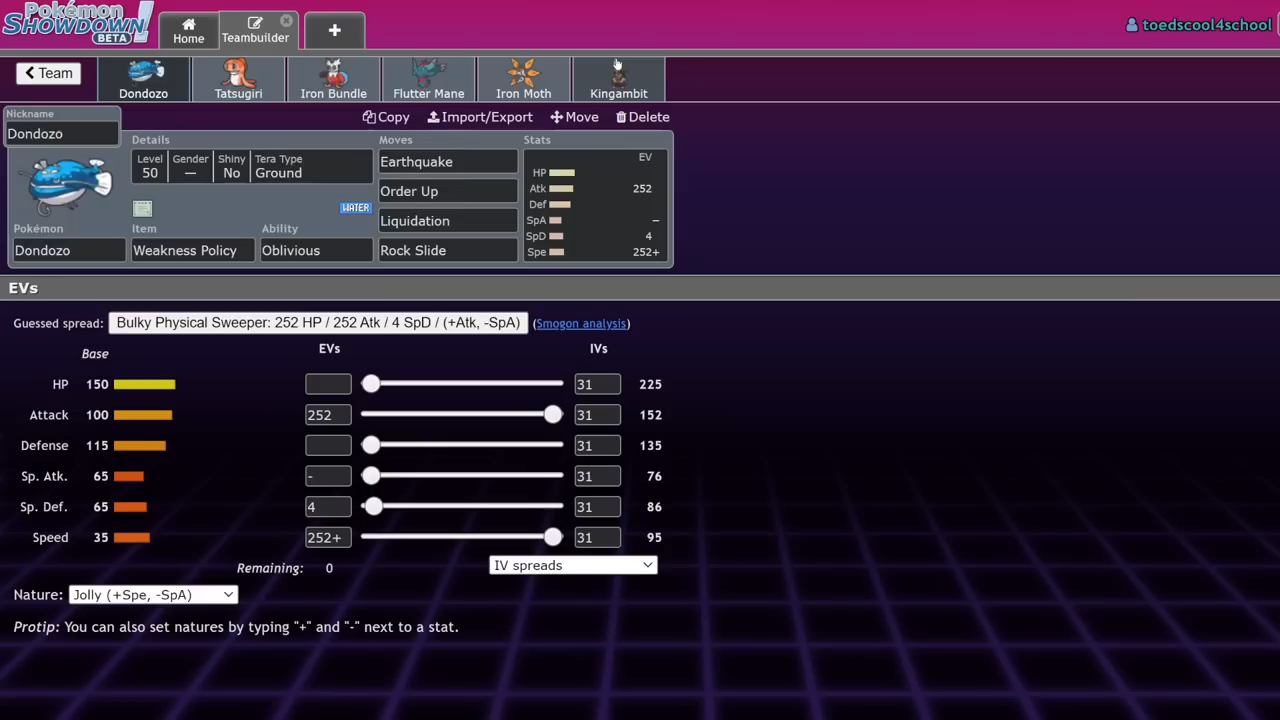 Pokémon
SHOWDOWN!
BETA
Home
Teambuilder
+
toedscool4school
Team
Dondozo
Tatsugiri
Iron Bundle
Flutter Mane
Iron Moth
Kingambit
Copy
Import/Export
Move
Delete
Nickname
Dondozo
Details
Moves
Stats
Level
Gender
Shiny
Tera Type
50
—
No
Ground
WATER
Pokémon
Item
Ability
Dondozo
Weakness Policy
Oblivious
Earthquake
Order Up
Liquidation
Rock Slide
EV
HP
Atk 252
Def
SpA –
SpD 4
Spe 252+
EVs
Guessed spread: Bulky Physical Sweeper: 252 HP / 252 Atk / 4 SpD / (+Atk, -SpA) (Smogon analysis)
Base EVs IVs
HP 150 31 225
Attack 100 252 31 152
Defense 115 31 135
Sp. Atk. 65 - 31 76
Sp. Def. 65 4 31 86
Speed 35 252+ 31 95
Remaining: 0 IV spreads
Nature: Jolly (+Spe, -SpA)
Protip: You can also set natures by typing "+" and "-" next to a stat.